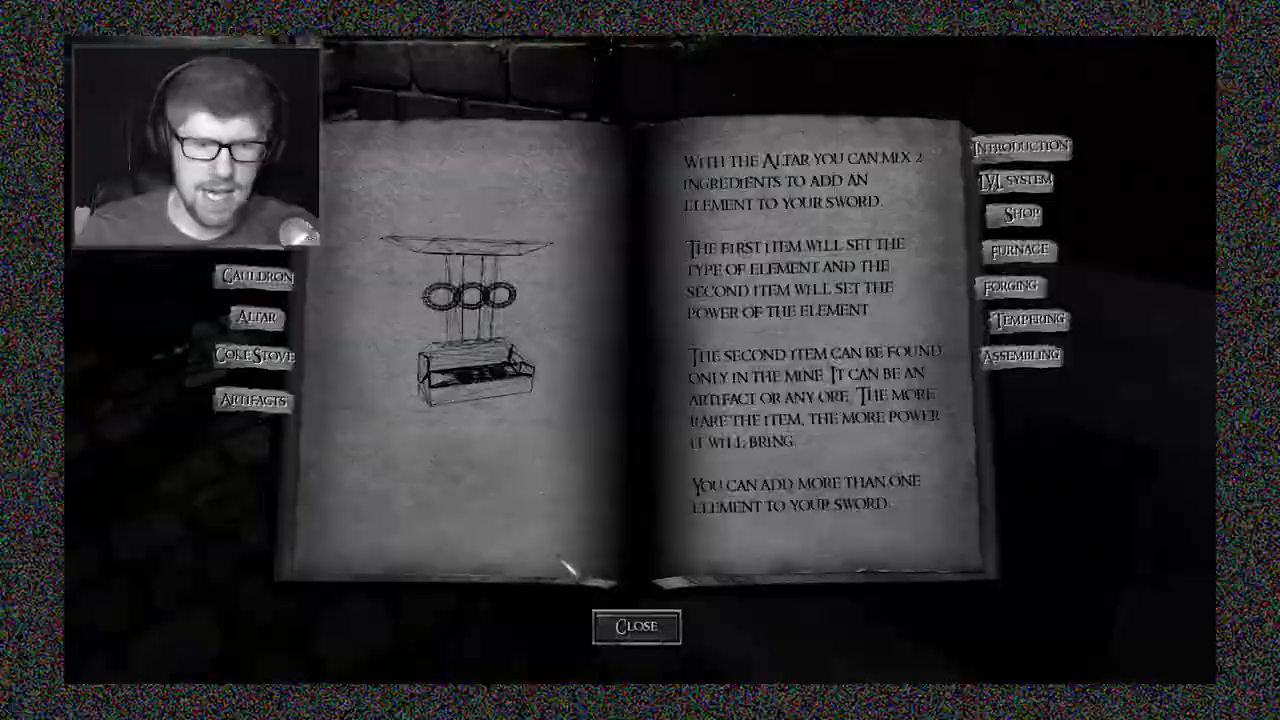 Cauldron
Altar
CokeStove
Artifacts
With the Altar you can mix 2
ingredients to add an
element to your sword.
The first item will set the
type of element and the
second item will set the
power of the element
The second item can be found
only in the mine. It can be an
artifact or any ore. The more
rare the item, the more power
it will bring.
You can add more than one
element to your sword.
Introduction
Lvl system
Shop
Furnace
Forging
Tempering
Assembling
Close